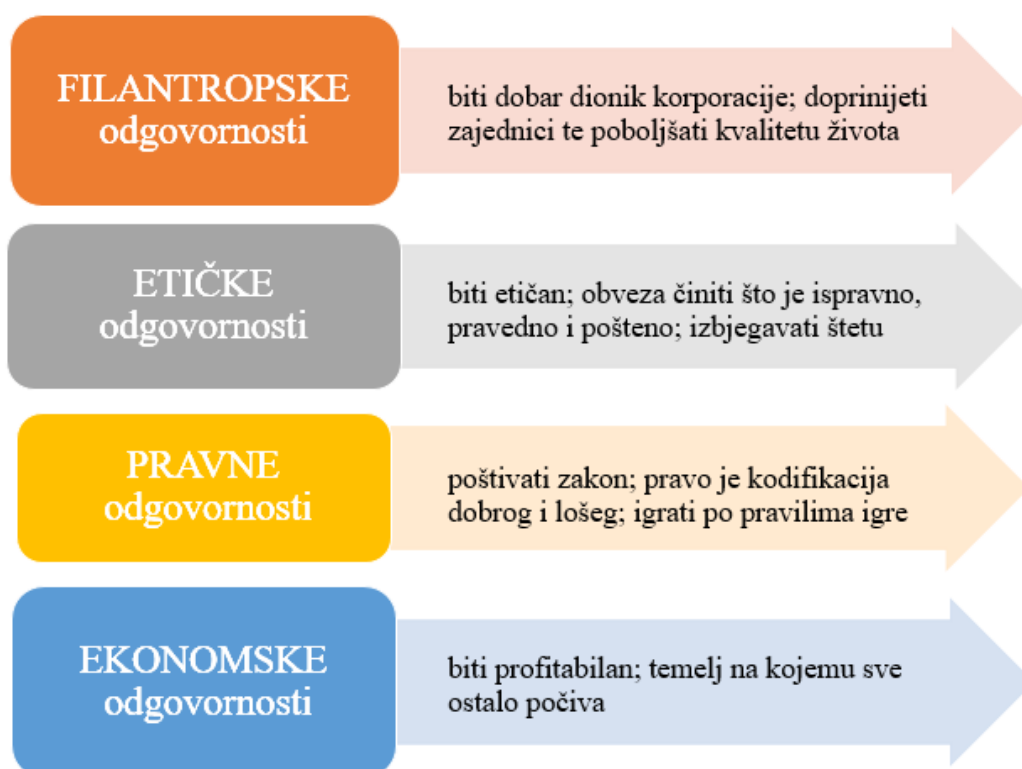 FILANTROPSKE
odgovornosti
biti dobar dionik korporacije; doprinijeti
zajednici te poboljšati kvalitetu života
ETIČKE
odgovornosti
biti etičan; obveza činiti što je ispravno,
pravedno i pošteno; izbjegavati štetu
PRAVNE
odgovornosti
poštivati zakon; pravo je kodifikacija
dobrog i lošeg; igrati po pravilima igre
EKONOMSKE
odgovornosti
biti profitabilan; temelj na kojemu sve
ostalo počiva